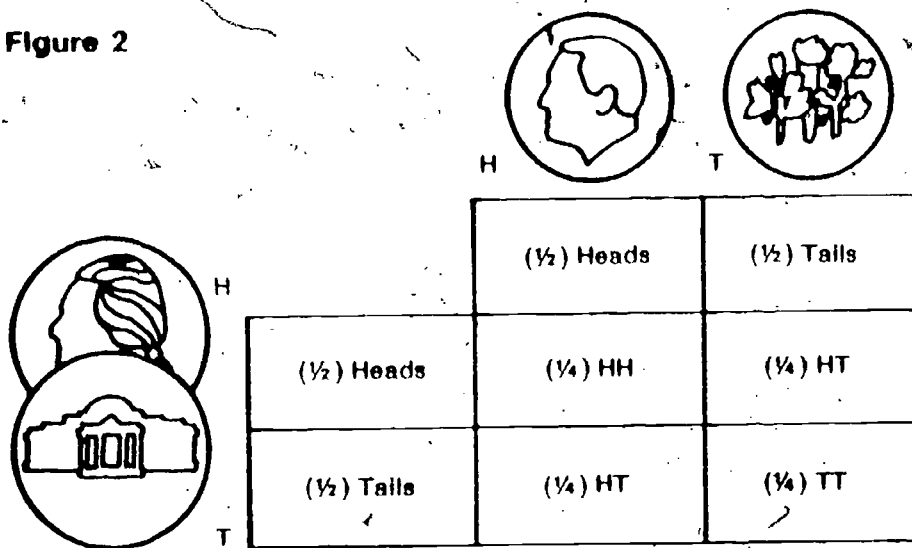 Figure 2
H T
(½) Heads (½) Tails
H
(½) Heads (¼) HH (¼) HT
(½) Tails (¼) HT (¼) TT
T